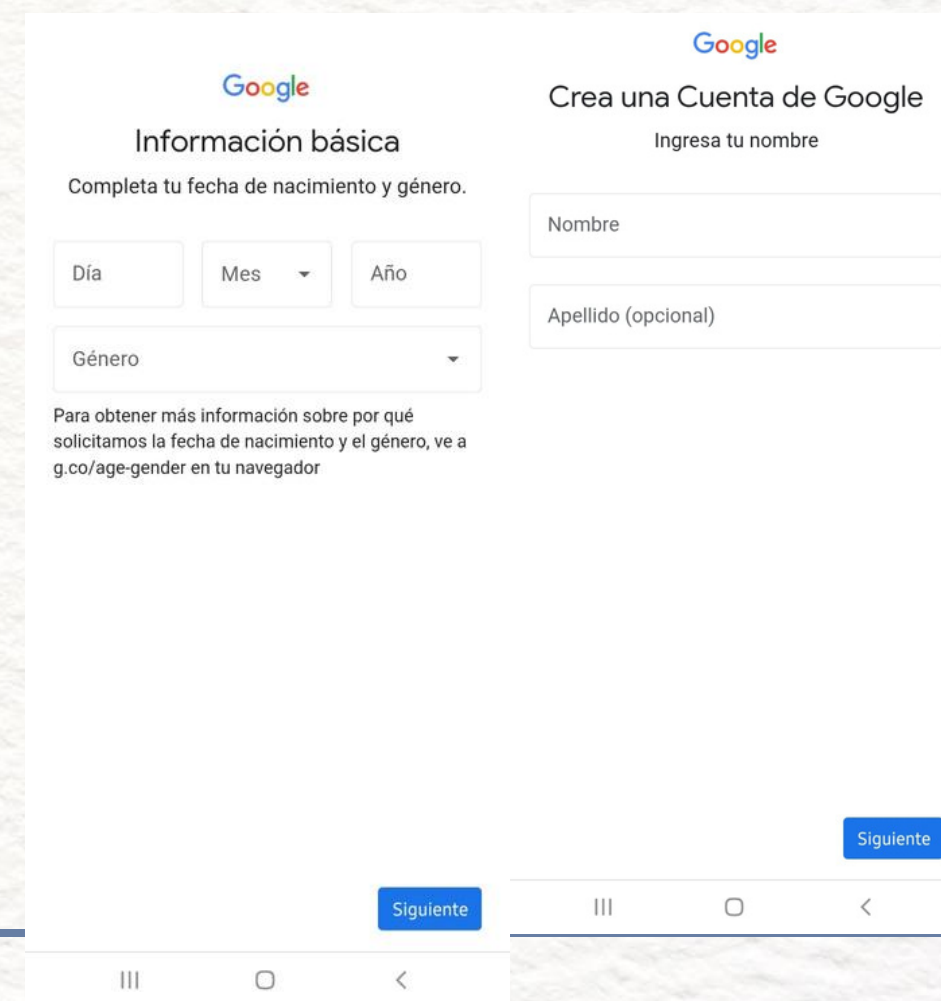 Google
Información básica
Completa tu fecha de nacimiento y género.
Día
Mes
Año
Género
Para obtener más información sobre por qué
solicitamos la fecha de nacimiento y el género, ve a
g.co/age-gender en tu navegador
Siguiente
Google
Crea una Cuenta de Google
Ingresa tu nombre
Nombre
Apellido (opcional)
Siguiente